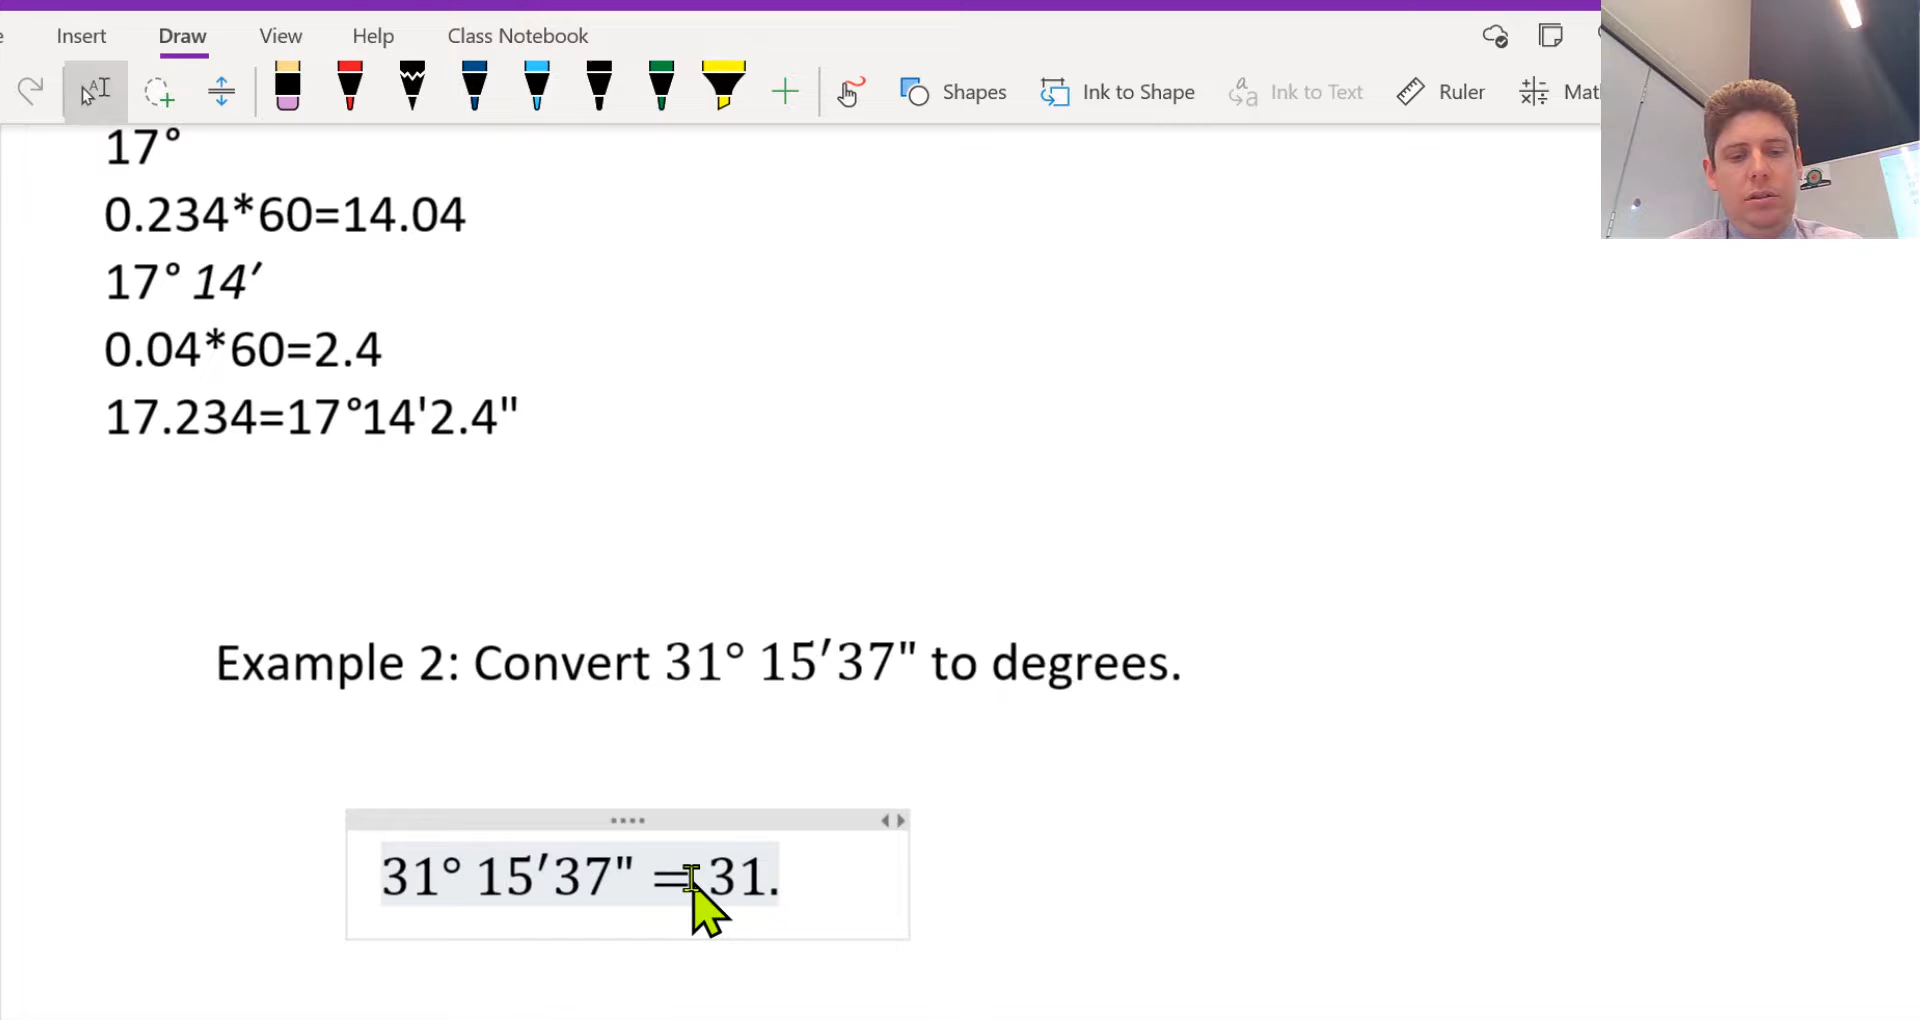 Insert Draw View Help Class Notebook
Shapes Ink to Shape Ink to Text Ruler
17°
0.234*60=14.04
17° 14′
0.04*60=2.4
17.234=17°14'2.4"
Example 2: Convert 31° 15′37" to degrees.
31° 15′37" = 31.